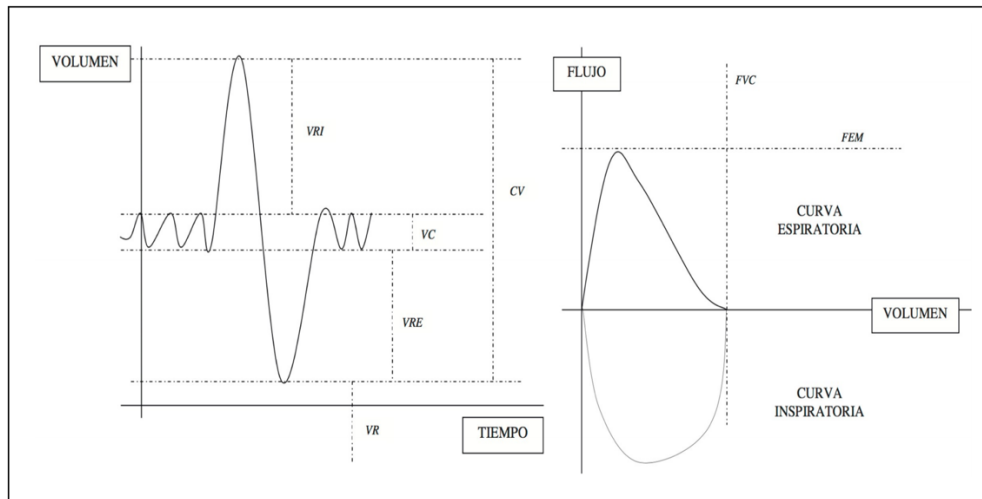 VOLUMEN
VRI
CV
VC
VRE
VR
TIEMPO
FLUJO
FVC
FEM
CURVA
ESPIRATORIA
VOLUMEN
CURVA
INSPIRATORIA